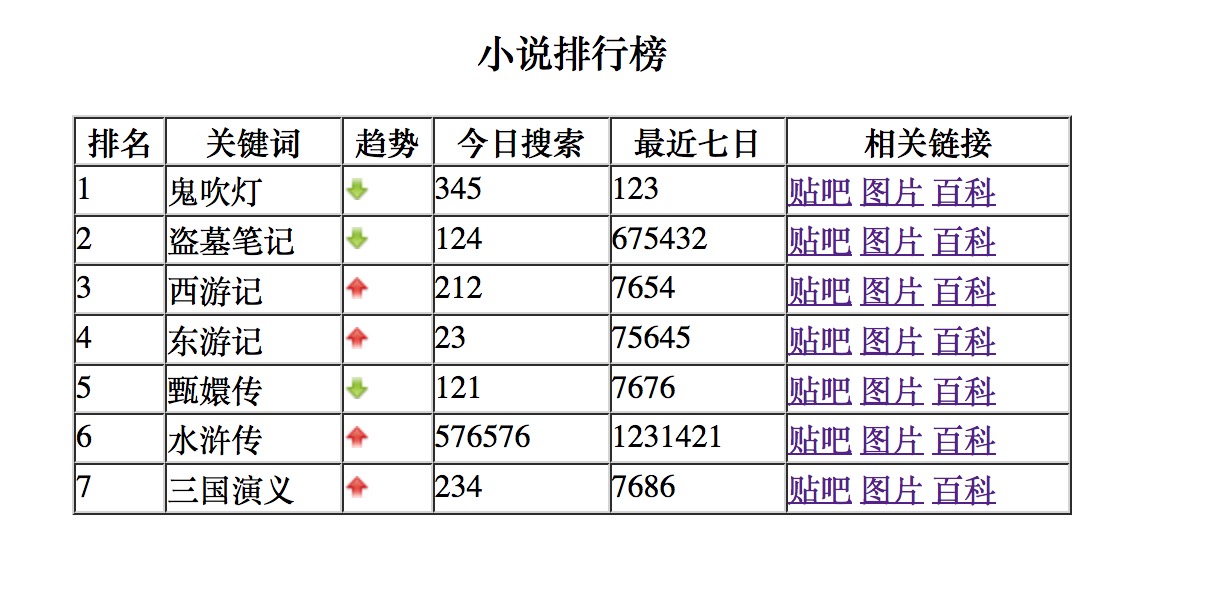 小说排行榜
排名 关键词 趋势 今日搜索 最近七日 相关链接
1 鬼吹灯 345 123 贴吧 图片 百科
2 盗墓笔记 124 675432 贴吧 图片 百科
3 西游记 212 7654 贴吧 图片 百科
4 东游记 23 75645 贴吧 图片 百科
5 甄嬛传 121 7676 贴吧 图片 百科
6 水浒传 576576 1231421 贴吧 图片 百科
7 三国演义 234 7686 贴吧 图片 百科